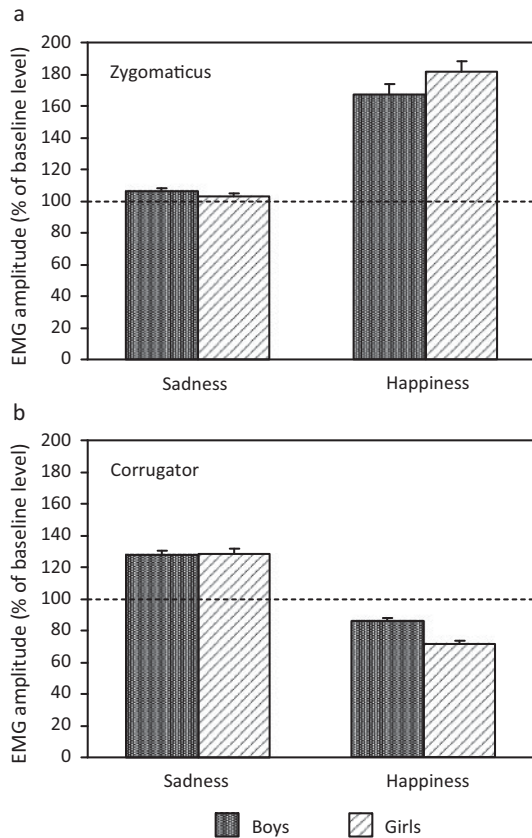 a
EMG amplitude (% of baseline level)
200
180
160
140
120
100
80
60
40
20
0
Zygomaticus
Sadness Happiness
b
EMG amplitude (% of baseline level)
200
180
160
140
120
100
80
60
40
20
0
Corrugator
Sadness Happiness
Boys Girls